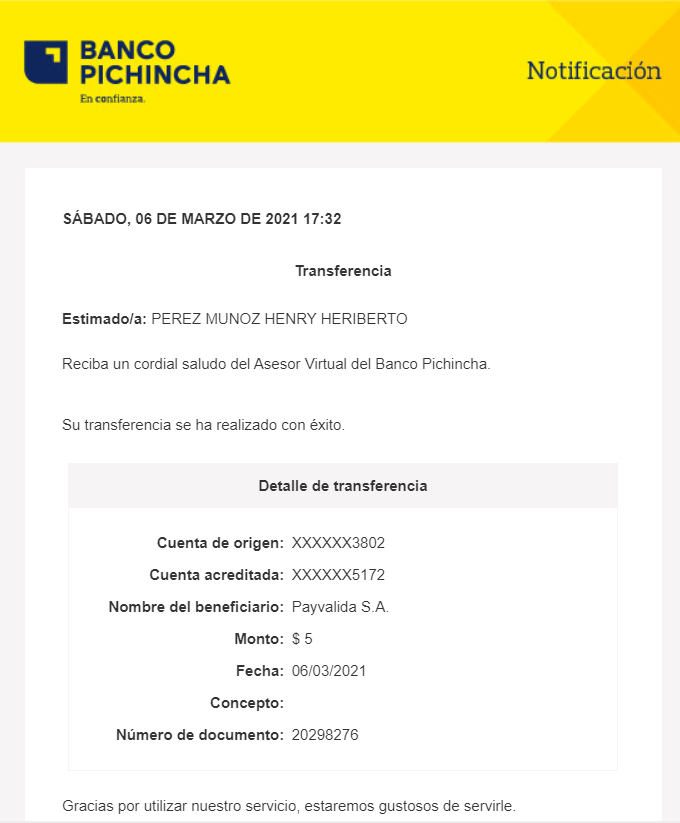 BANCO
PICHINCHA
En confianza.
Notificación
SÁBADO, 06 DE MARZO DE 2021 17:32
Transferencia
Estimado/a: PEREZ MUNOZ HENRY HERIBERTO
Reciba un cordial saludo del Asesor Virtual del Banco Pichincha.
Su transferencia se ha realizado con éxito.
Detalle de transferencia
Cuenta de origen: XXXXXX3802
Cuenta acreditada: XXXXXX5172
Nombre del beneficiario: Payvalida S.A.
Monto: $ 5
Fecha: 06/03/2021
Concepto:
Número de documento: 20298276
Gracias por utilizar nuestro servicio, estaremos gustosos de servirle.